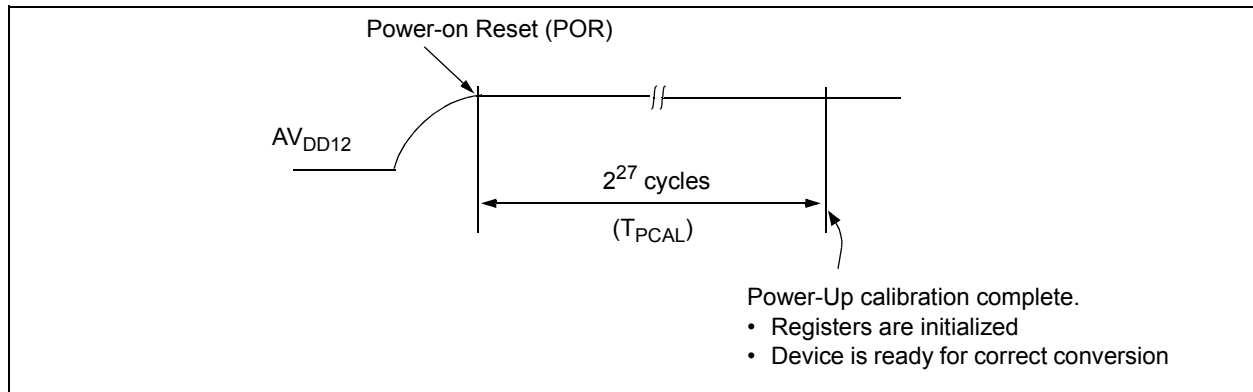 Power-on Reset (POR)
AVDD12
2^27 cycles
(TPCAL)
Power-Up calibration complete.
• Registers are initialized
• Device is ready for correct conversion